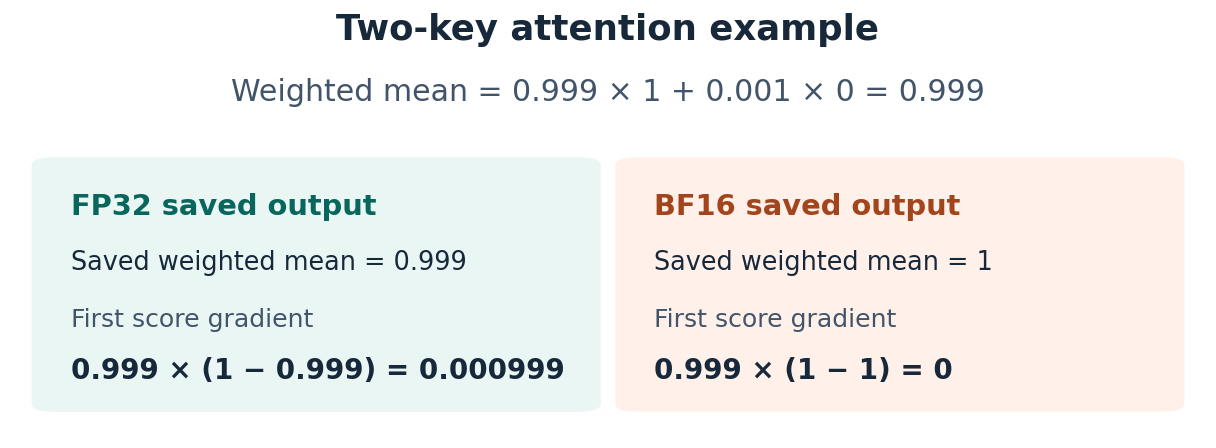 Two-key attention example
Weighted mean = 0.999 × 1 + 0.001 × 0 = 0.999
FP32 saved output
Saved weighted mean = 0.999
First score gradient
0.999 × (1 − 0.999) = 0.000999
BF16 saved output
Saved weighted mean = 1
First score gradient
0.999 × (1 − 1) = 0